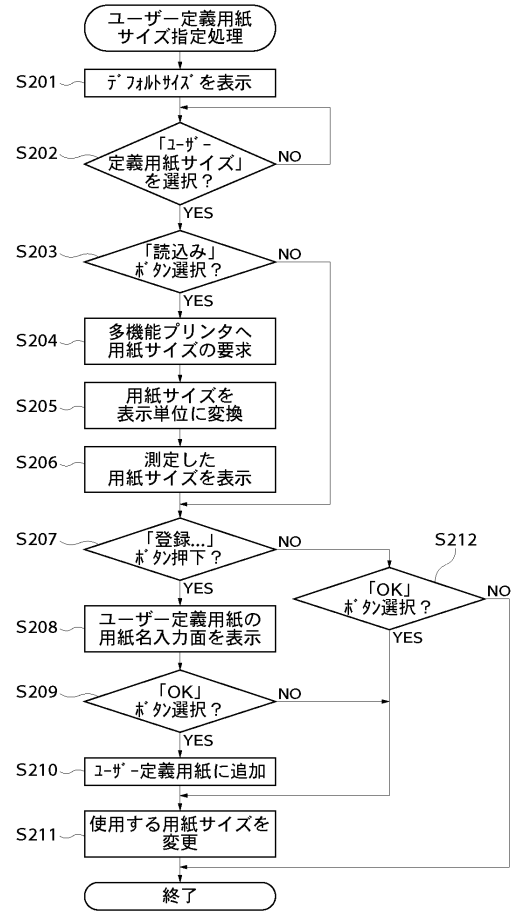 ユーザー定義用紙
サイズ指定処理
S201
ﾃﾞﾌｫﾙﾄｻｲｽﾞを表示
S202
「ﾕｰｻﾞｰ
定義用紙サイズ」
を選択？
NO
YES
S203
「読込み」
ﾎﾞﾀﾝ選択？
NO
YES
S204
多機能プリンタへ
用紙サイズの要求
S205
用紙サイズを
表示単位に変換
S206
測定した
用紙サイズを表示
S207
「登録...」
ﾎﾞﾀﾝ押下？
NO
YES
S212
「OK」
ﾎﾞﾀﾝ選択？
NO
YES
S208
ユーザー定義用紙の
用紙名入力面を表示
S209
「OK」
ﾎﾞﾀﾝ選択？
NO
YES
S210
ﾕｰｻﾞｰ定義用紙に追加
S211
使用する用紙サイズを
変更
終了